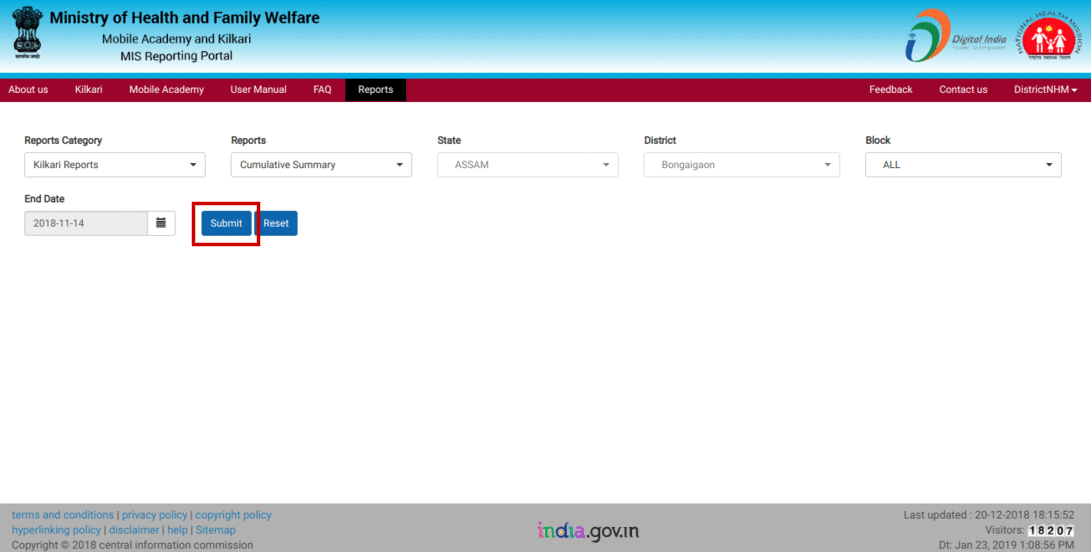 Ministry of Health and Family Welfare
Mobile Academy and Kilkari
MIS Reporting Portal
Digital India
Power To Empower
NATIONAL HEALTH MISSION
About us Kilkari Mobile Academy User Manual FAQ Reports Feedback Contact us DistrictNHM
Reports Category Reports State District Block
Kilkari Reports Cumulative Summary ASSAM Bongaigaon ALL
End Date
2018-11-14 Submit Reset
terms and conditions | privacy policy | copyright policy
hyperlinking policy | disclaimer | help | Sitemap
Copyright © 2018 central information commission
india.gov.in
Last updated : 20-12-2018 18:15:52
Visitors: 18207
Dt: Jan 23, 2019 1:08:56 PM